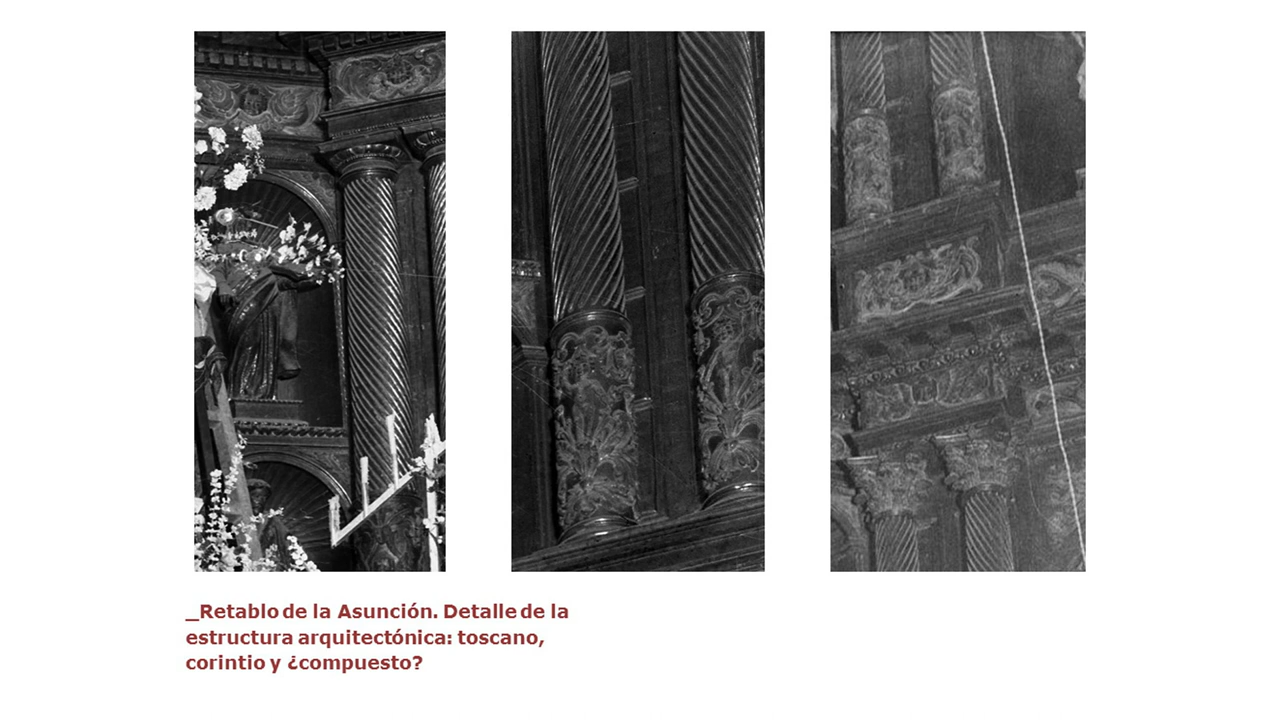 _Retablo de la Asunción. Detalle de la
estructura arquitectónica: toscano,
corintio y ¿compuesto?